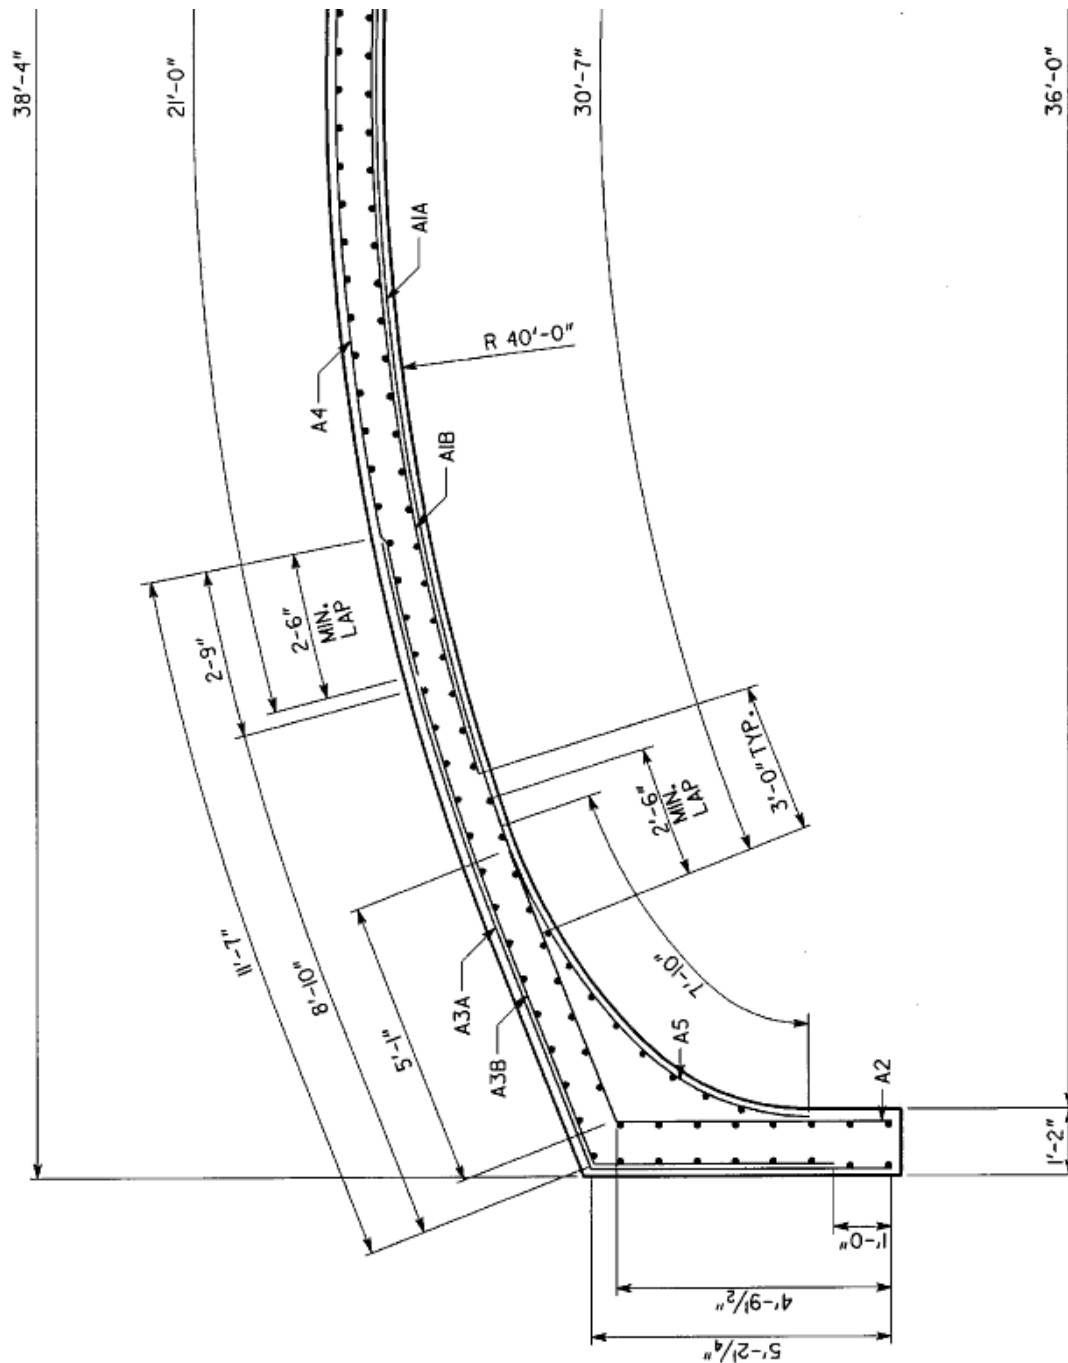 38'-4"
21'-0"
30'-7"
36'-0"
A1A
R 40'-0"
A4
A1B
2-6"
MIN.
LAP
2-9"
3'-0" TYP.
2'-6"
MIN.
LAP
11'-7"
8'-10"
5'-1"
A3A
A3B
7'-10"
A5
A2
1'-2"
1'-0"
4'-9 1/2"
5'-2 1/4"